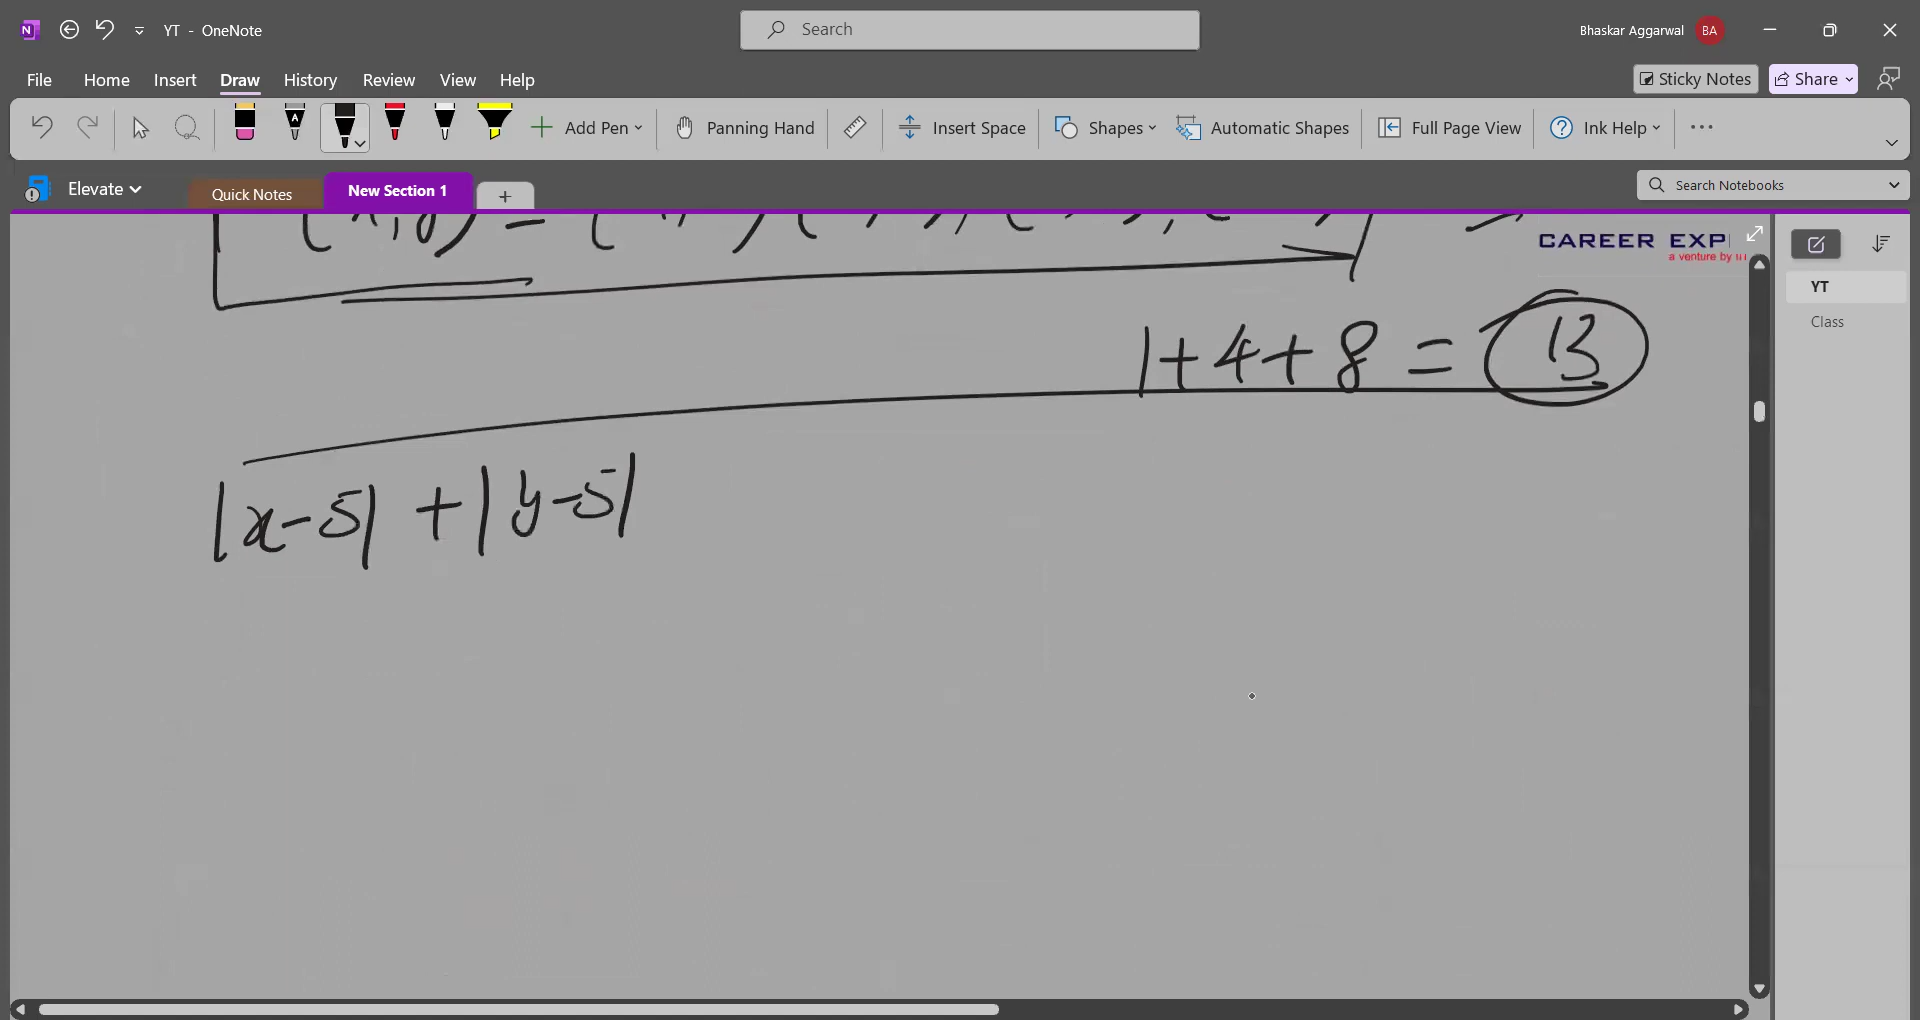 YT - OneNote
Search
Bhaskar Aggarwal BA
File Home Insert Draw History Review View Help
Sticky Notes Share
A Add Pen Panning Hand Insert Space Shapes Automatic Shapes Full Page View Ink Help
Elevate Quick Notes New Section 1 +
Search Notebooks
CAREER EXP
a venture by
YT
Class
1+4+8 = 13
|x-5| + |y-5|